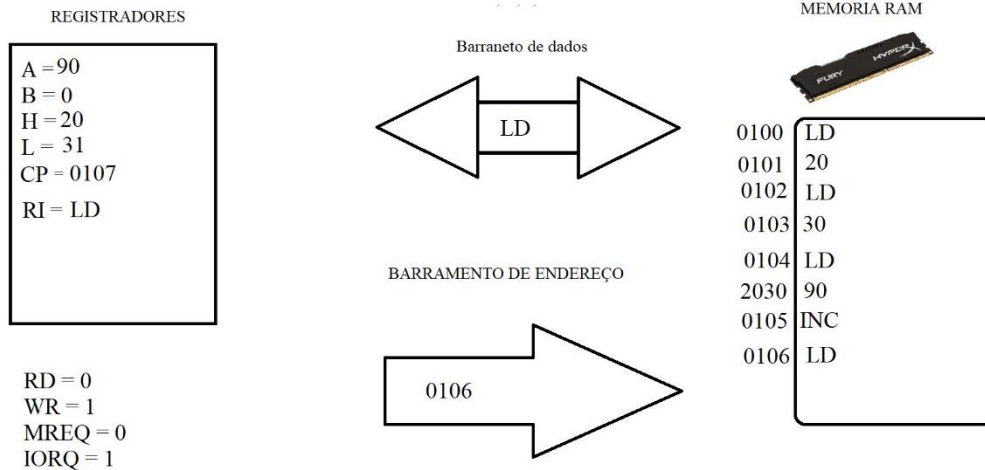 REGISTRADORES
A =90
B = 0
H = 20
L = 31
CP = 0107
RI = LD
RD = 0
WR = 1
MREQ = 0
IORQ = 1
Barraneto de dados
LD
BARRAMENTO DE ENDEREÇO
0106
MEMORIA RAM
FURY HYPERX
0100 LD
0101 20
0102 LD
0103 30
0104 LD
2030 90
0105 INC
0106 LD